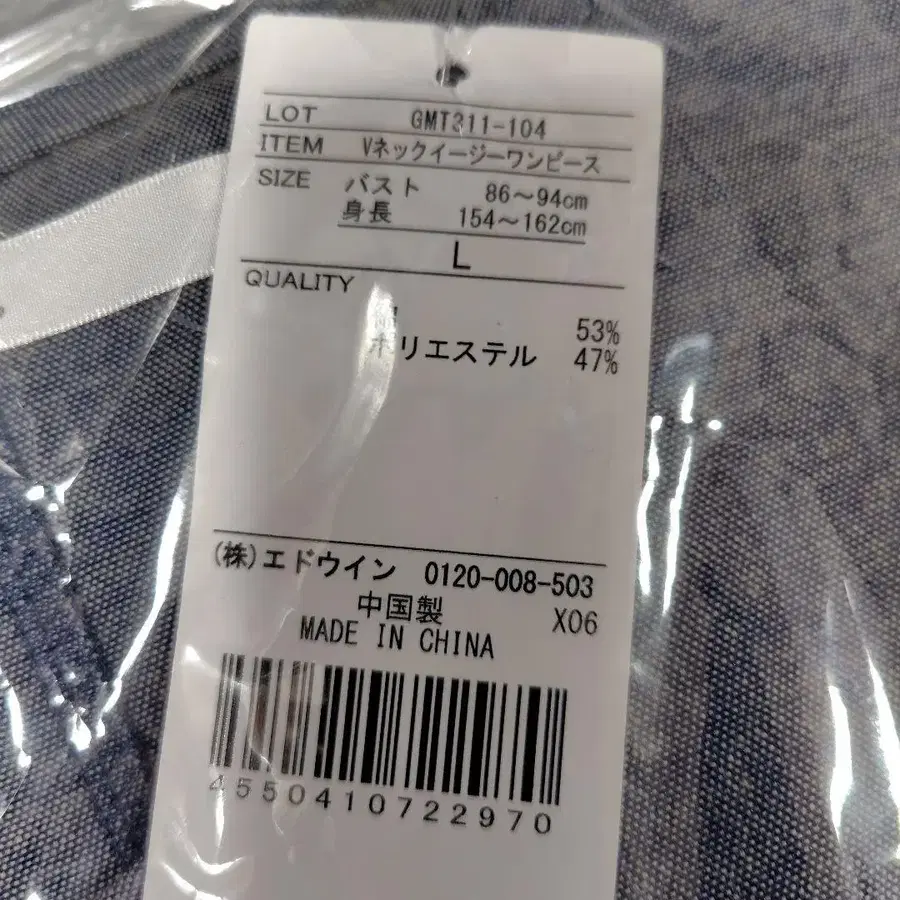 LOT GMT311-104
ITEM Vネックイージーワンピース
SIZE バスト 86～94cm
身長 154～162cm
L
QUALITY
53%
ポリエステル 47%
(株)エドウイン 0120-008-503
中国製 X06
MADE IN CHINA
4550410722970